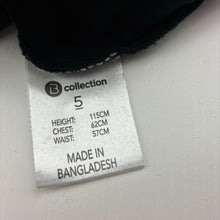 B collection
5
HEIGHT: 115CM
CHEST: 62CM
WAIST: 57CM
MADE IN
BANGLADESH